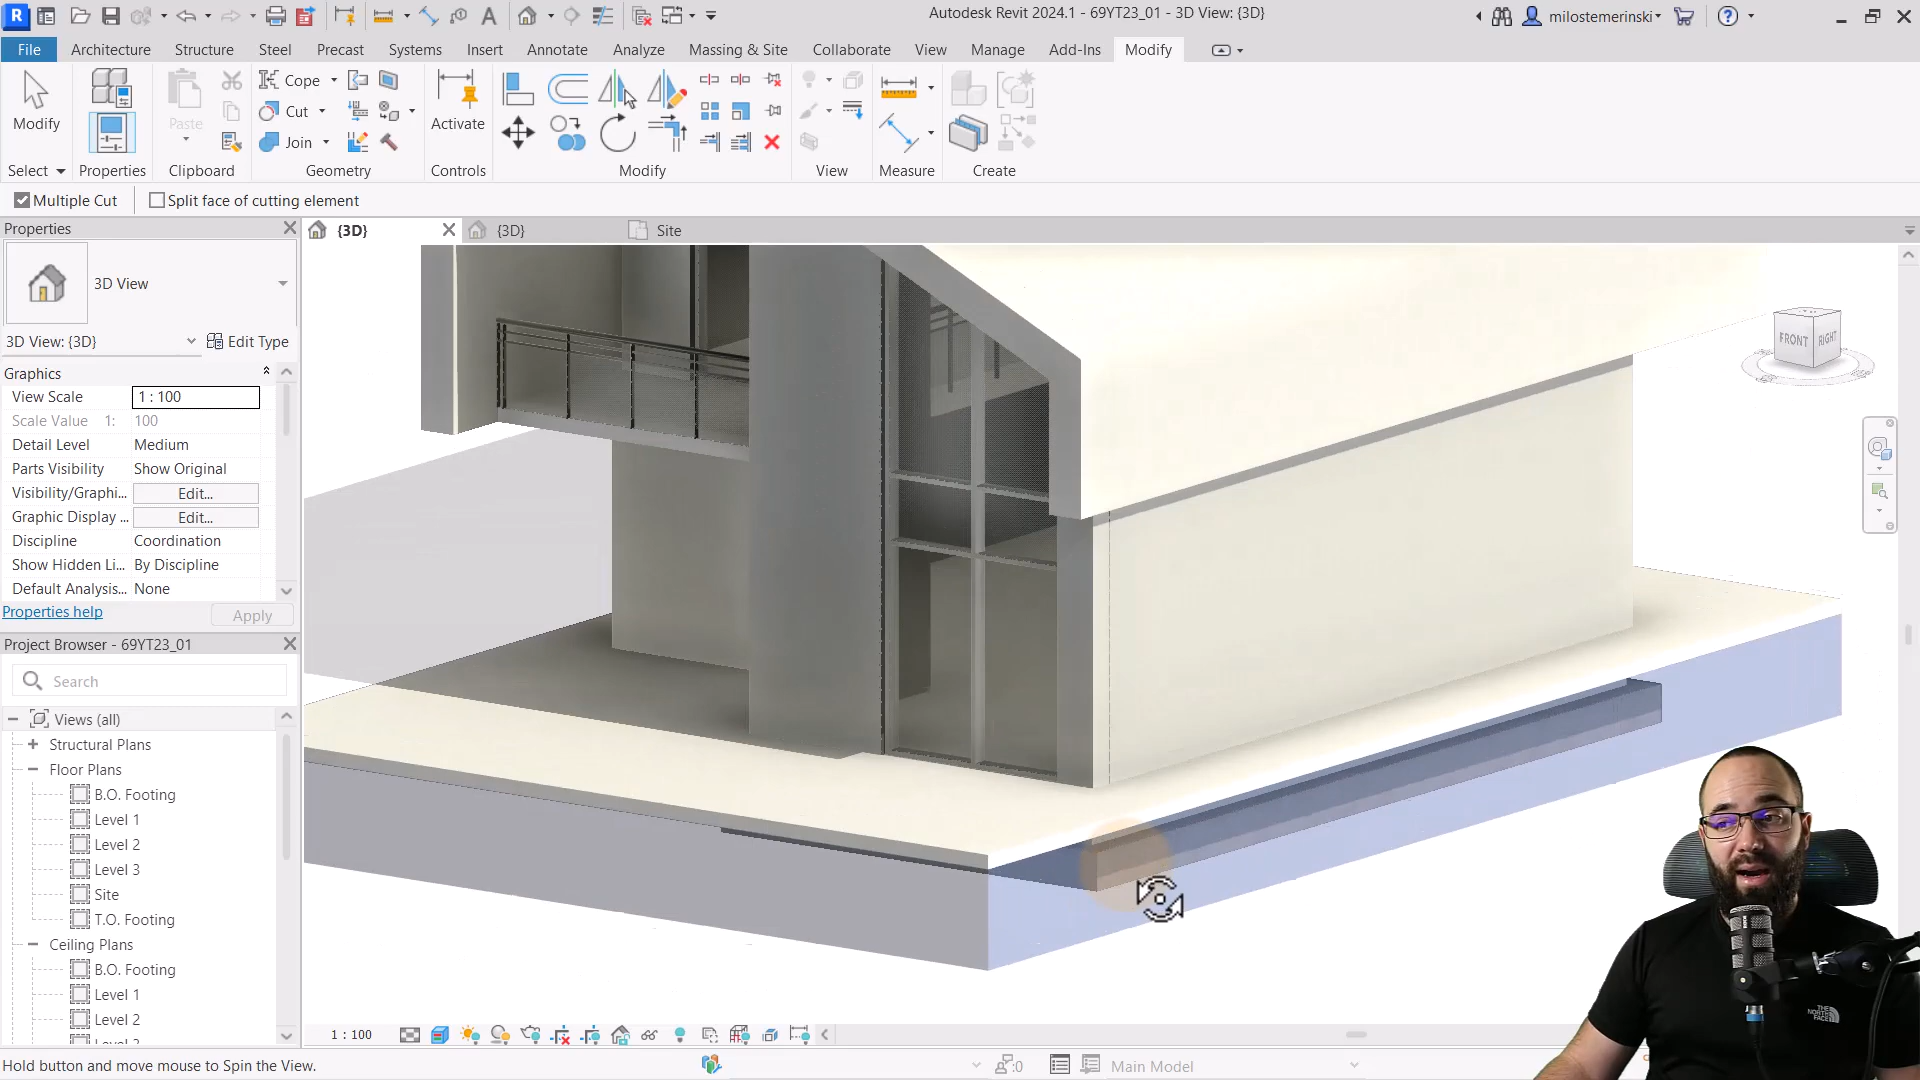 Autodesk Revit 2024.1 - 69YT23_01 - 3D View: {3D}
milostemerinski
File
Architecture
Structure
Steel
Precast
Systems
Insert
Annotate
Analyze
Massing & Site
Collaborate
View
Manage
Add-Ins
Modify
Modify
Paste
Cope
Cut
Join
Activate
Select
Properties
Clipboard
Geometry
Controls
Modify
View
Measure
Create
Multiple Cut
Split face of cutting element
Properties
{3D}
{3D}
Site
3D View
3D View: {3D}
Edit Type
Graphics
View Scale
1 : 100
Scale Value 1:
100
Detail Level
Medium
Parts Visibility
Show Original
Visibility/Graphi...
Edit...
Graphic Display ...
Edit...
Discipline
Coordination
Show Hidden Li...
By Discipline
Default Analysis...
None
Properties help
Apply
Project Browser - 69YT23_01
Search
Views (all)
Structural Plans
Floor Plans
B.O. Footing
Level 1
Level 2
Level 3
Site
T.O. Footing
Ceiling Plans
B.O. Footing
Level 1
Level 2
FRONT
RIGHT
THE
NORTH
FACE
1 : 100
Hold button and move mouse to Spin the View.
:0
Main Model